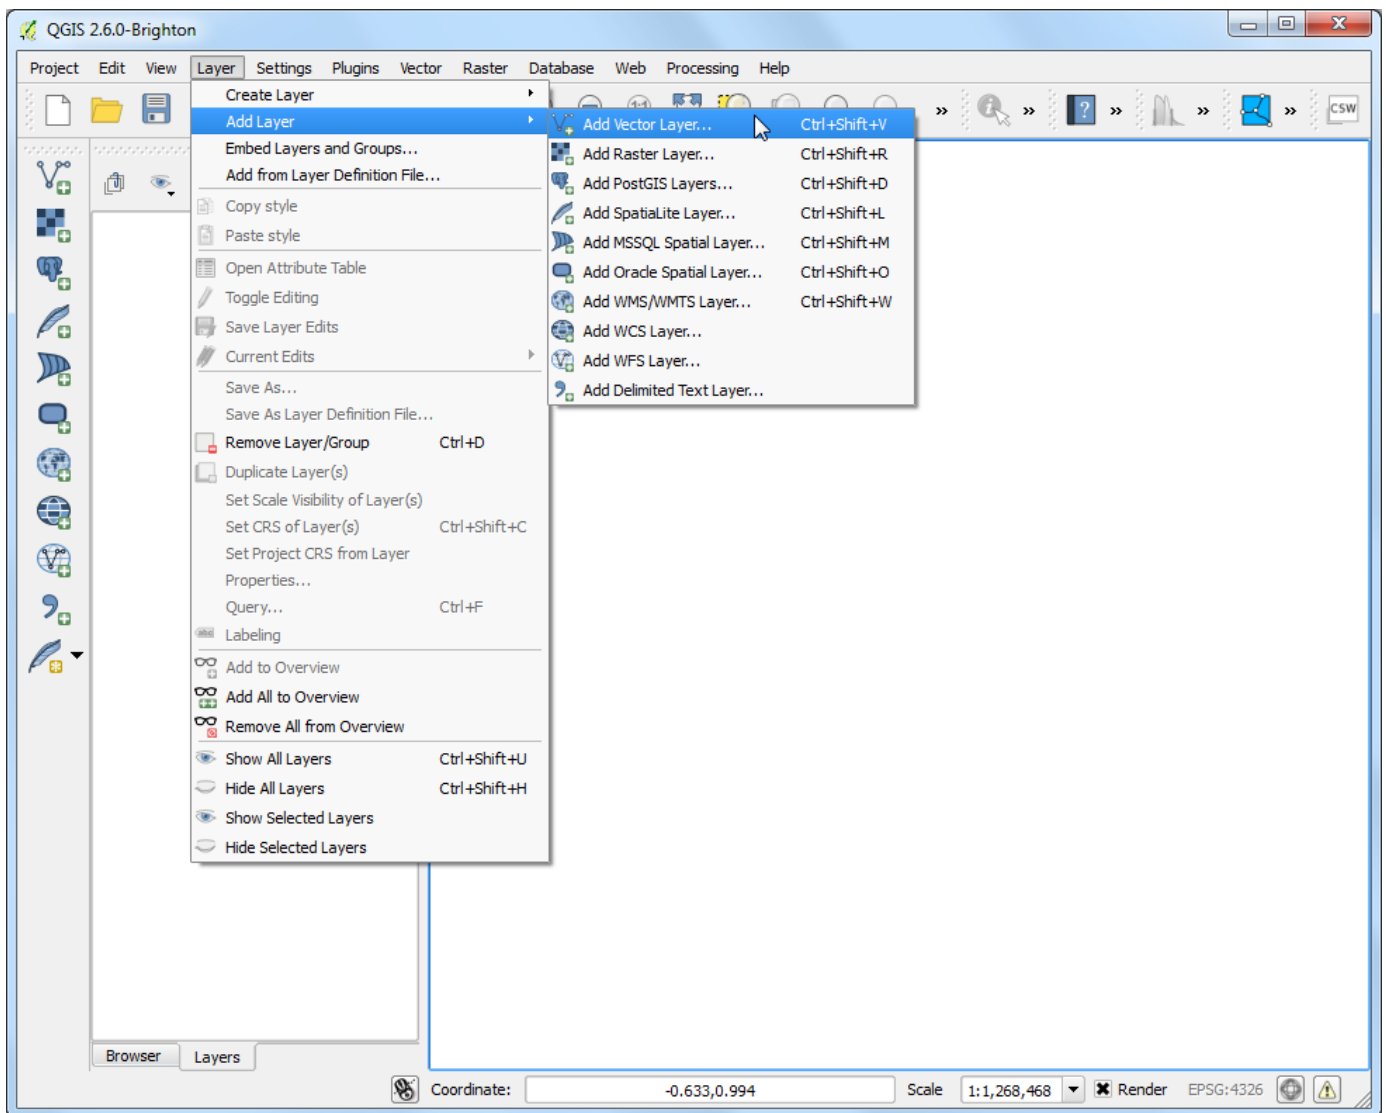 QGIS 2.6.0-Brighton
Project Edit View Layer Settings Plugins Vector Raster Database Web Processing Help
Create Layer
Add Layer
Embed Layers and Groups...
Add from Layer Definition File...
Copy style
Paste style
Open Attribute Table
Toggle Editing
Save Layer Edits
Current Edits
Save As...
Save As Layer Definition File...
Remove Layer/Group Ctrl+D
Duplicate Layer(s)
Set Scale Visibility of Layer(s)
Set CRS of Layer(s) Ctrl+Shift+C
Set Project CRS from Layer
Properties...
Query... Ctrl+F
abc Labeling
Add to Overview
Add All to Overview
Remove All from Overview
Show All Layers Ctrl+Shift+U
Hide All Layers Ctrl+Shift+H
Show Selected Layers
Hide Selected Layers
Add Vector Layer... Ctrl+Shift+V
Add Raster Layer... Ctrl+Shift+R
Add PostGIS Layers... Ctrl+Shift+D
Add SpatiaLite Layer... Ctrl+Shift+L
Add MSSQL Spatial Layer... Ctrl+Shift+M
Add Oracle Spatial Layer... Ctrl+Shift+O
Add WMS/WMTS Layer... Ctrl+Shift+W
Add WCS Layer...
Add WFS Layer...
Add Delimited Text Layer...
» » ? » » » CSW
Browser Layers
Coordinate: -0.633,0.994 Scale 1:1,268,468 Render EPSG:4326